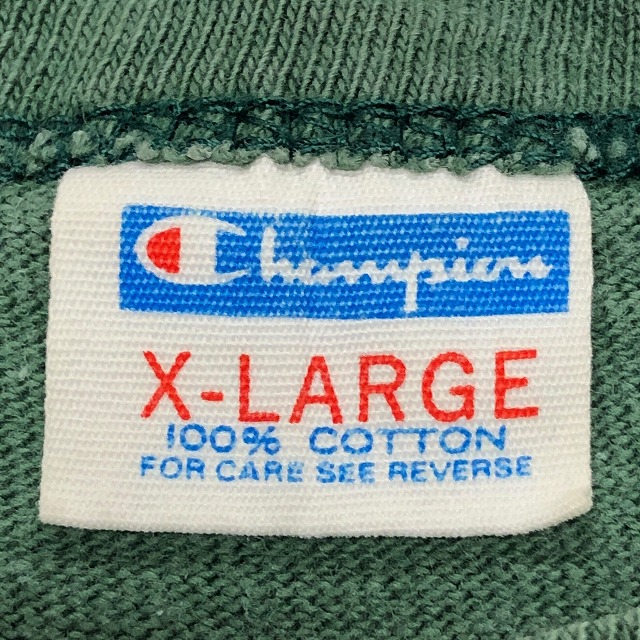 Champion
X-LARGE
100% COTTON
FOR CARE SEE REVERSE